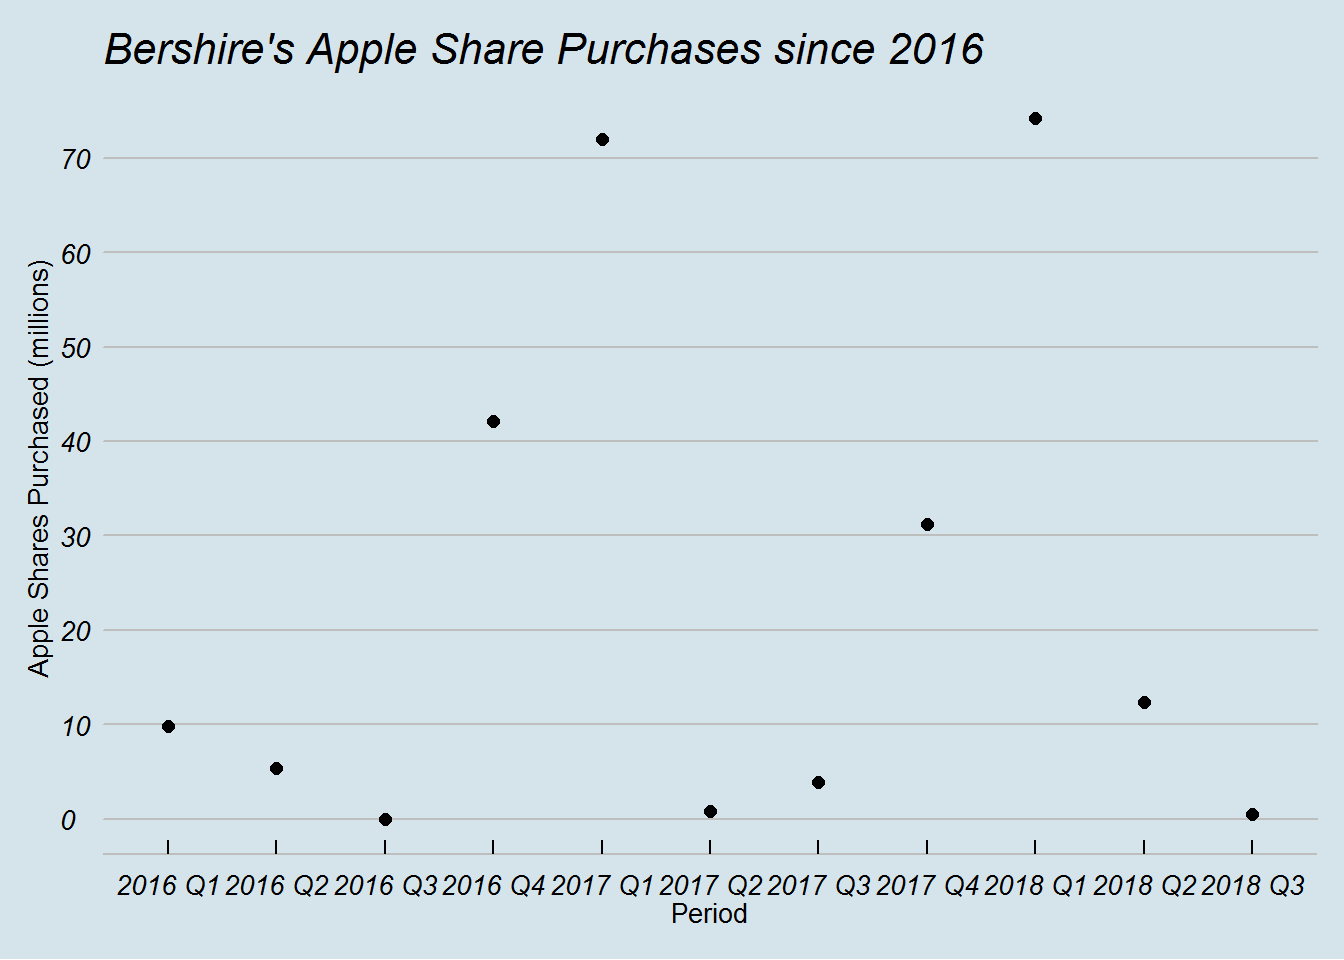 Bershire's Apple Share Purchases since 2016
Apple Shares Purchased (millions)
70
60
50
40
30
20
10
0
2016 Q1 2016 Q2 2016 Q3 2016 Q4 2017 Q1 2017 Q2 2017 Q3 2017 Q4 2018 Q1 2018 Q2 2018 Q3
Period